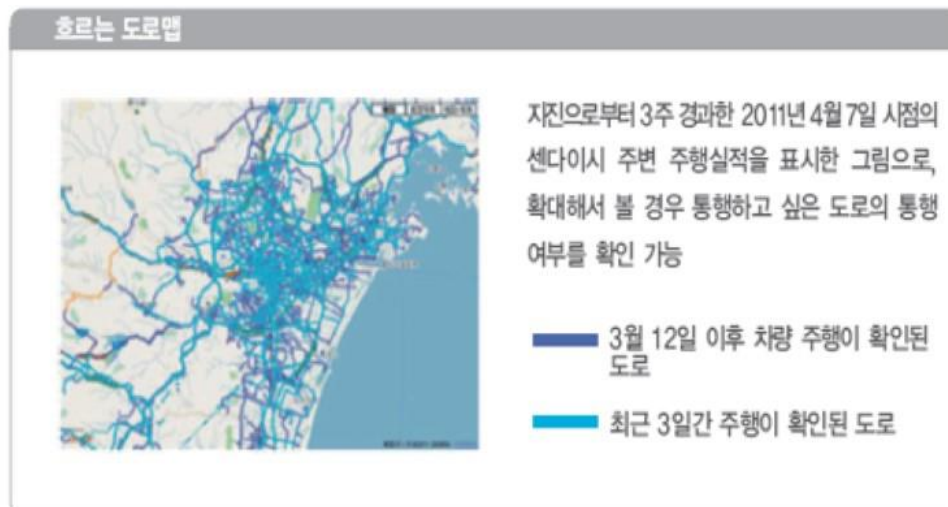 흐르는 도로맵
지진으로부터 3주 경과한 2011년 4월 7일 시점의
센다이시 주변 주행실적을 표시한 그림으로,
확대해서 볼 경우 통행하고 싶은 도로의 통행
여부를 확인 가능
3월 12일 이후 차량 주행이 확인된
도로
최근 3일간 주행이 확인된 도로